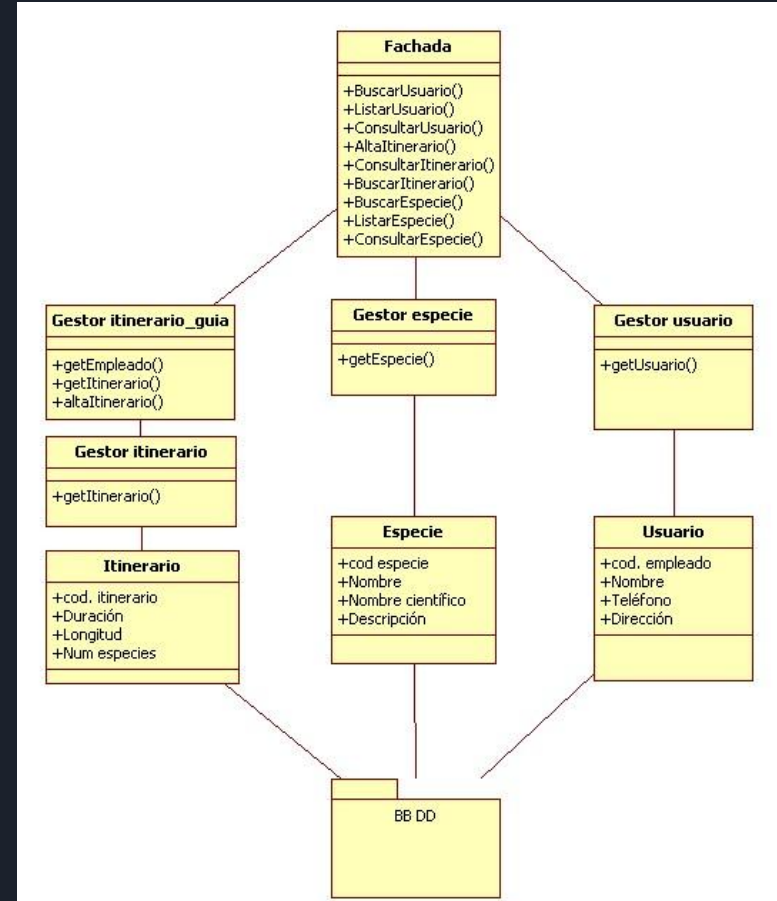 Fachada
+BuscarUsuario()
+ListarUsuario()
+ConsultarUsuario()
+AltaItinerario()
+ConsultarItinerario()
+BuscarItinerario()
+BuscarEspecie()
+ListarEspecie()
+ConsultarEspecie()
Gestor itinerario_guia
+getEmpleado()
+getItinerario()
+altaItinerario()
Gestor especie
+getEspecie()
Gestor usuario
+getUsuario()
Gestor itinerario
+getItinerario()
Itinerario
+cod. itinerario
+Duración
+Longitud
+Num especies
Especie
+cod especie
+Nombre
+Nombre científico
+Descripción
Usuario
+cod. empleado
+Nombre
+Teléfono
+Dirección
BB DD